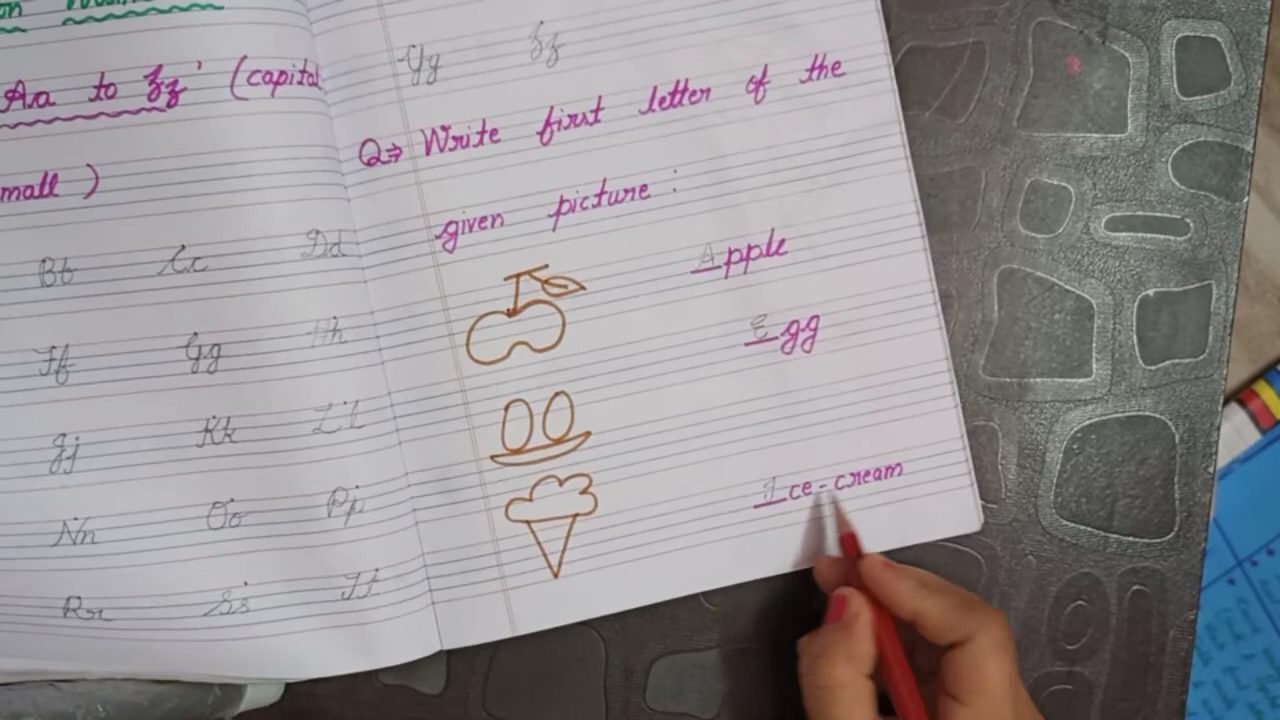 Aa to Zz' (capital
mall )
Bb Cc Dd
Ff Gg Hh
Jj Kk Ll
Nn Oo Pp
Rr Ss Tt
Yy Zz
Q⇒ Write first letter of the
given picture :
Apple
Egg
Ice-cream